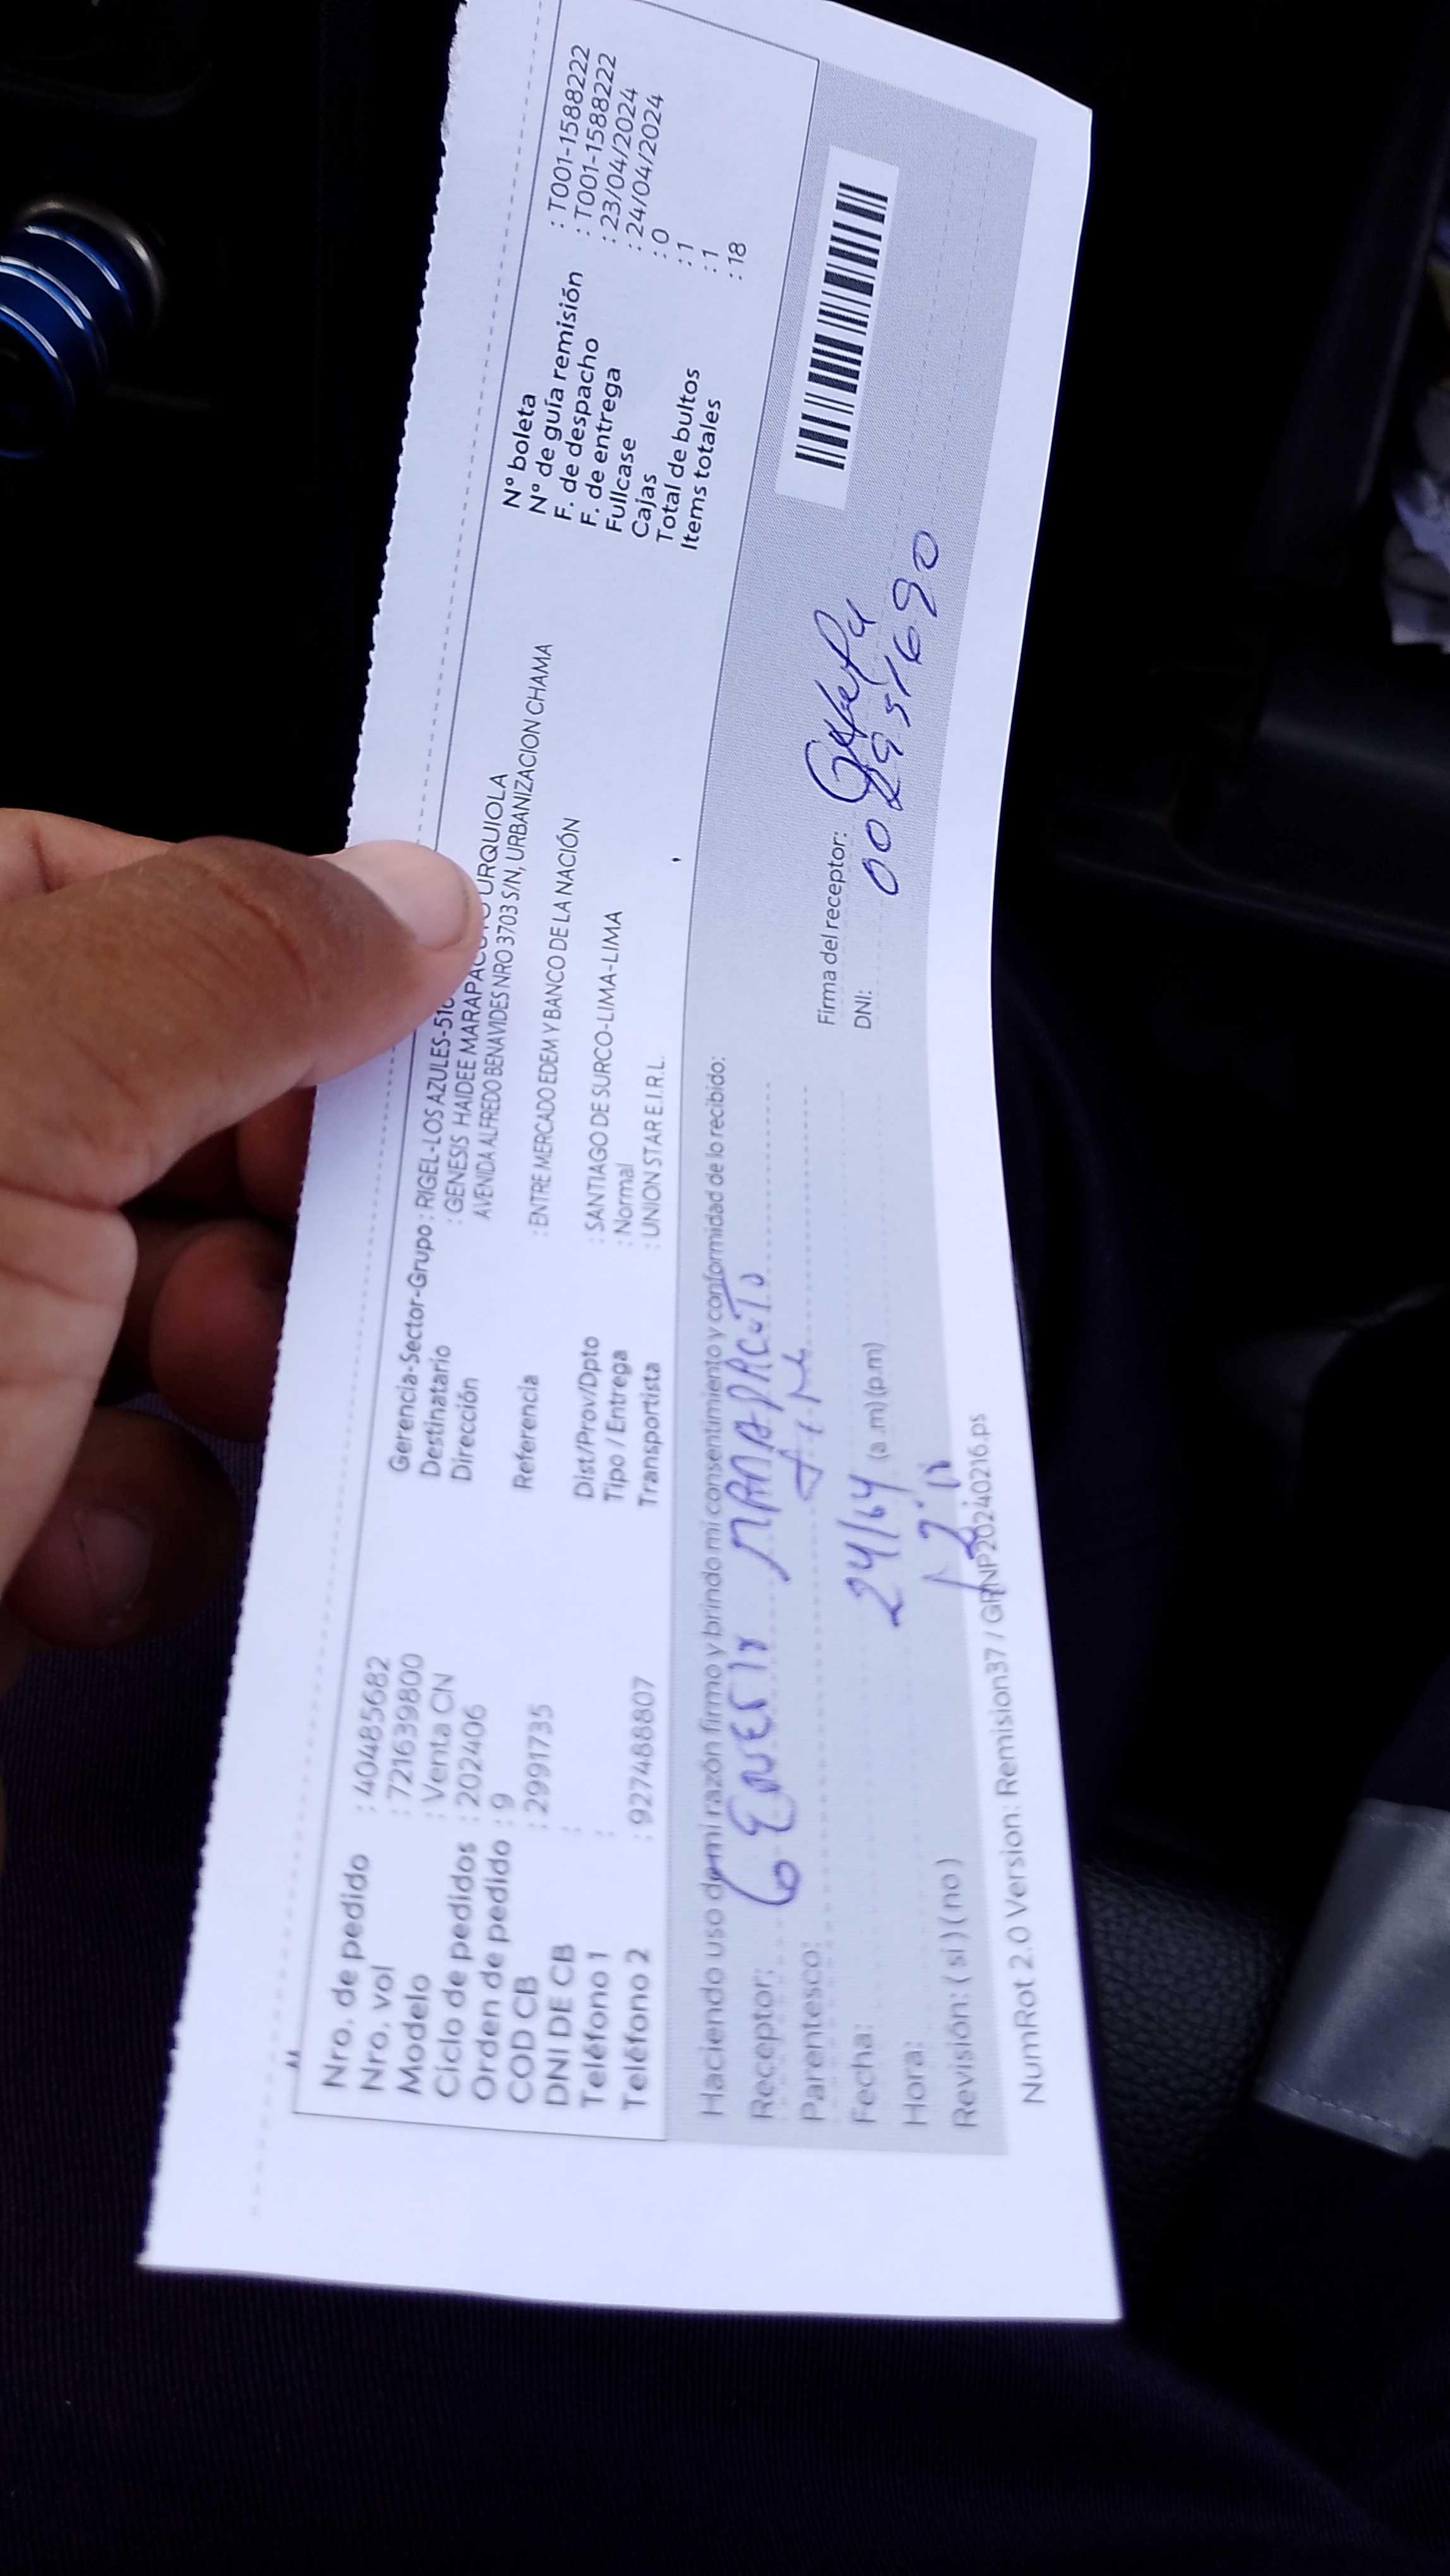 Nro. de pedido : 40485682
Nro. vol : 721639800
Modelo : Venta CN
Ciclo de pedidos : 202406
Orden de pedido : 9
COD CB : 2991735
DNI DE CB :
Teléfono 1 :
Teléfono 2 : 927488807
Gerencia-Sector-Grupo : RIGEL-LOS AZULES-
Destinatario : GENESIS HAIDEE URQUIOLA
Dirección AVENIDA ALFREDO BENAVIDES NRO 3703 S/N, URBANIZACION CHAMA
Referencia : ENTRE MERCADO EDEM Y BANCO DE LA NACIÓN
Dist/Prov/Dpto : SANTIAGO DE SURCO-LIMA-LIMA
Tipo / Entrega : Normal
Transportista : UNION STAR E.I.R.L.
Nº boleta : T001-1588222
Nº de guía remisión : T001-1588222
F. de despacho : 23/04/2024
F. de entrega : 24/04/2024
Fullcase : 0
Cajas : 1
Total de bultos : 1
Items totales : 18
Haciendo uso de mi razón firmo y brindo mi consentimiento y conformidad de lo recibido:
Receptor: GENESIS MARAPACUTO
Parentesco:
Fecha: 24/04
Hora: (a.m) (p.m)
Revisión: ( si ) ( no )
Firma del receptor:
DNI:
NumRot 2.0 Version: Remision37 / GRNP20240216.ps